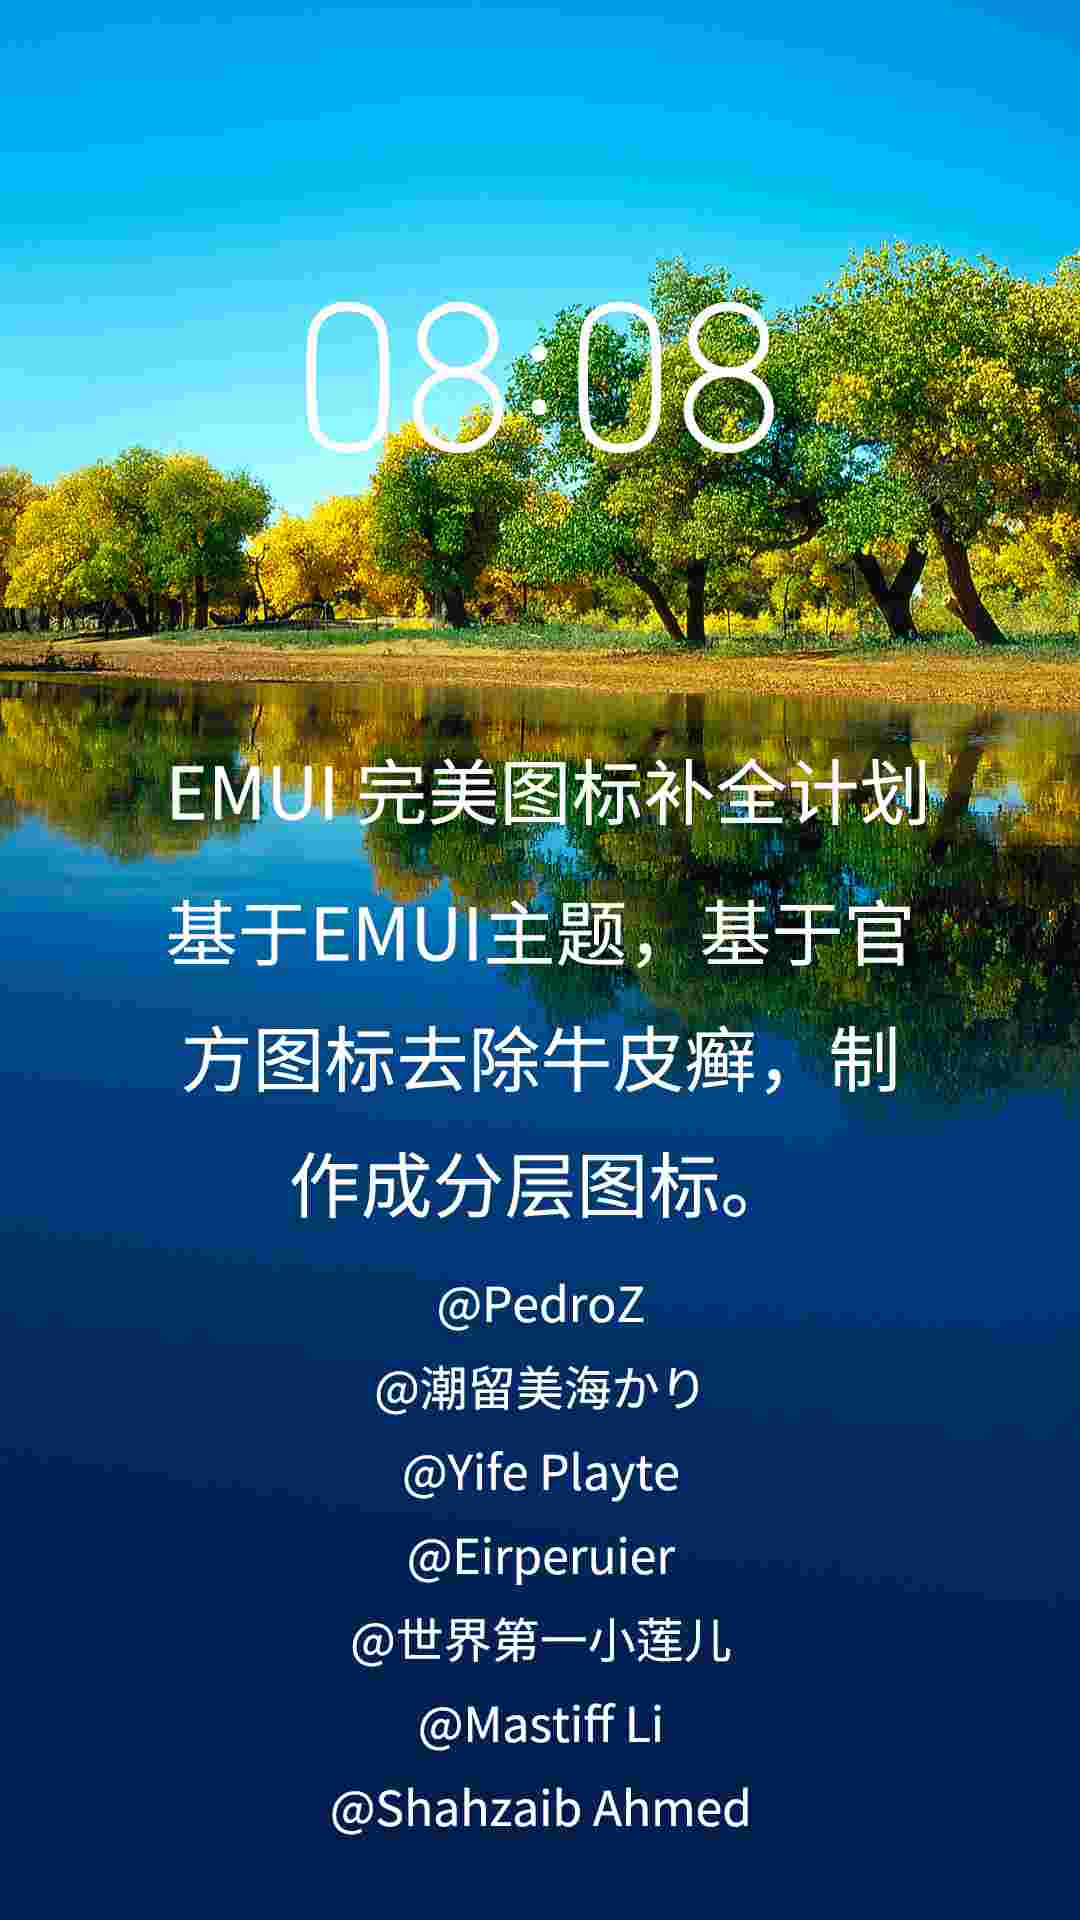 08:08
EMUI 完美图标补全计划
基于EMUI主题，基于官
方图标去除牛皮癣，制
作成分层图标。
@PedroZ
@潮留美海かり
@Yife Playte
@Eirperuier
@世界第一小莲儿
@Mastiff Li
@Shahzaib Ahmed